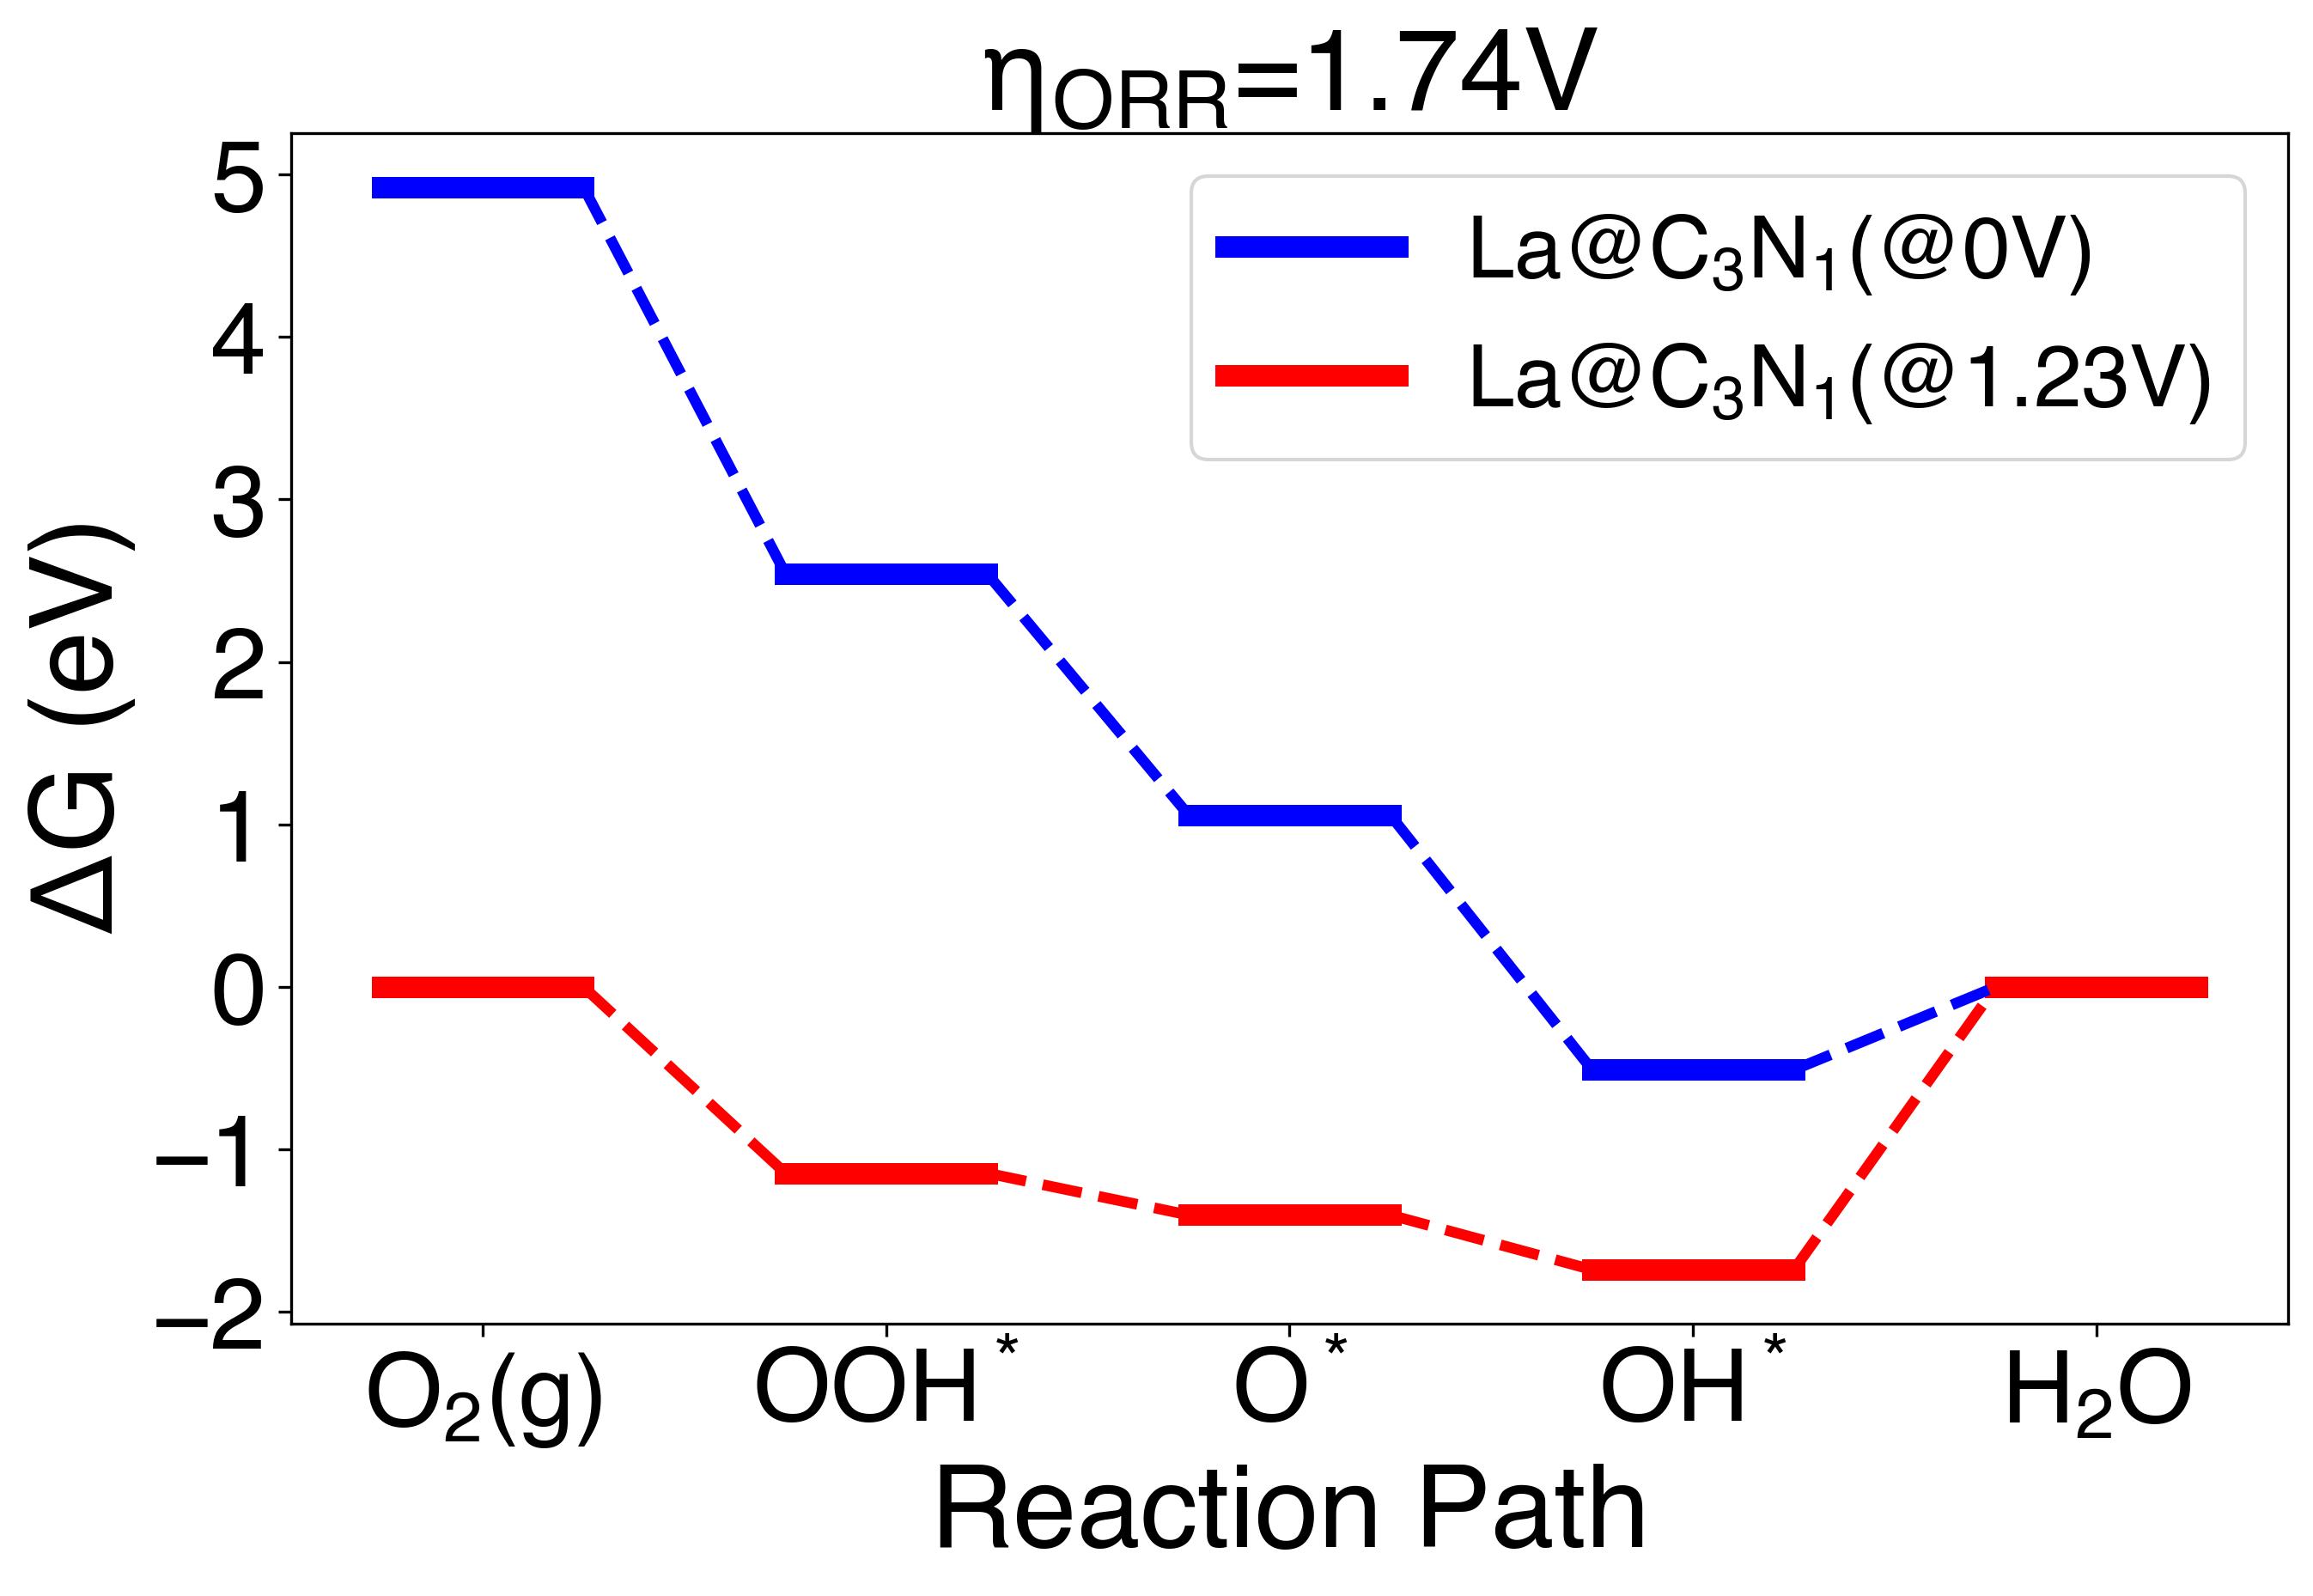 η_ORR=1.74V
La@C₃N₁(@0V)
La@C₃N₁(@1.23V)
ΔG (eV)
5
4
3
2
1
0
−1
−2
O₂(g) OOH* O* OH* H₂O
Reaction Path